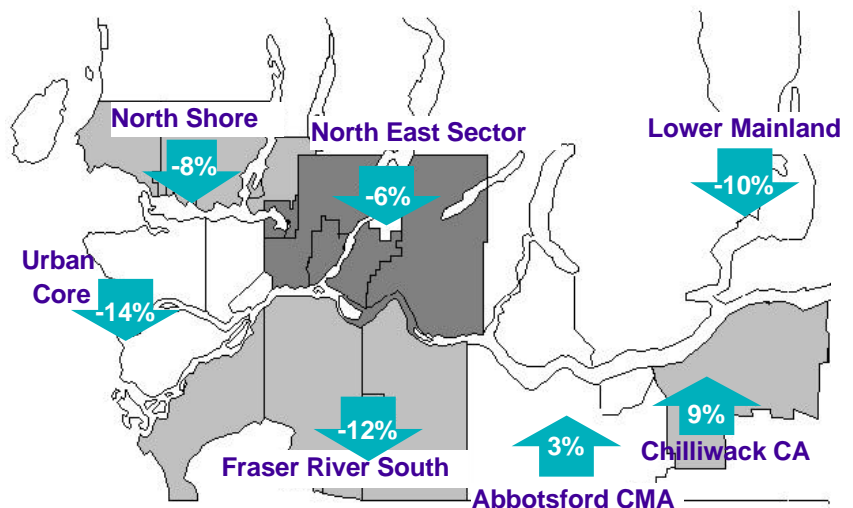 North Shore
-8%
North East Sector
-6%
Lower Mainland
-10%
Urban
Core
-14%
-12%
Fraser River South
3%
Abbotsford CMA
9%
Chilliwack CA